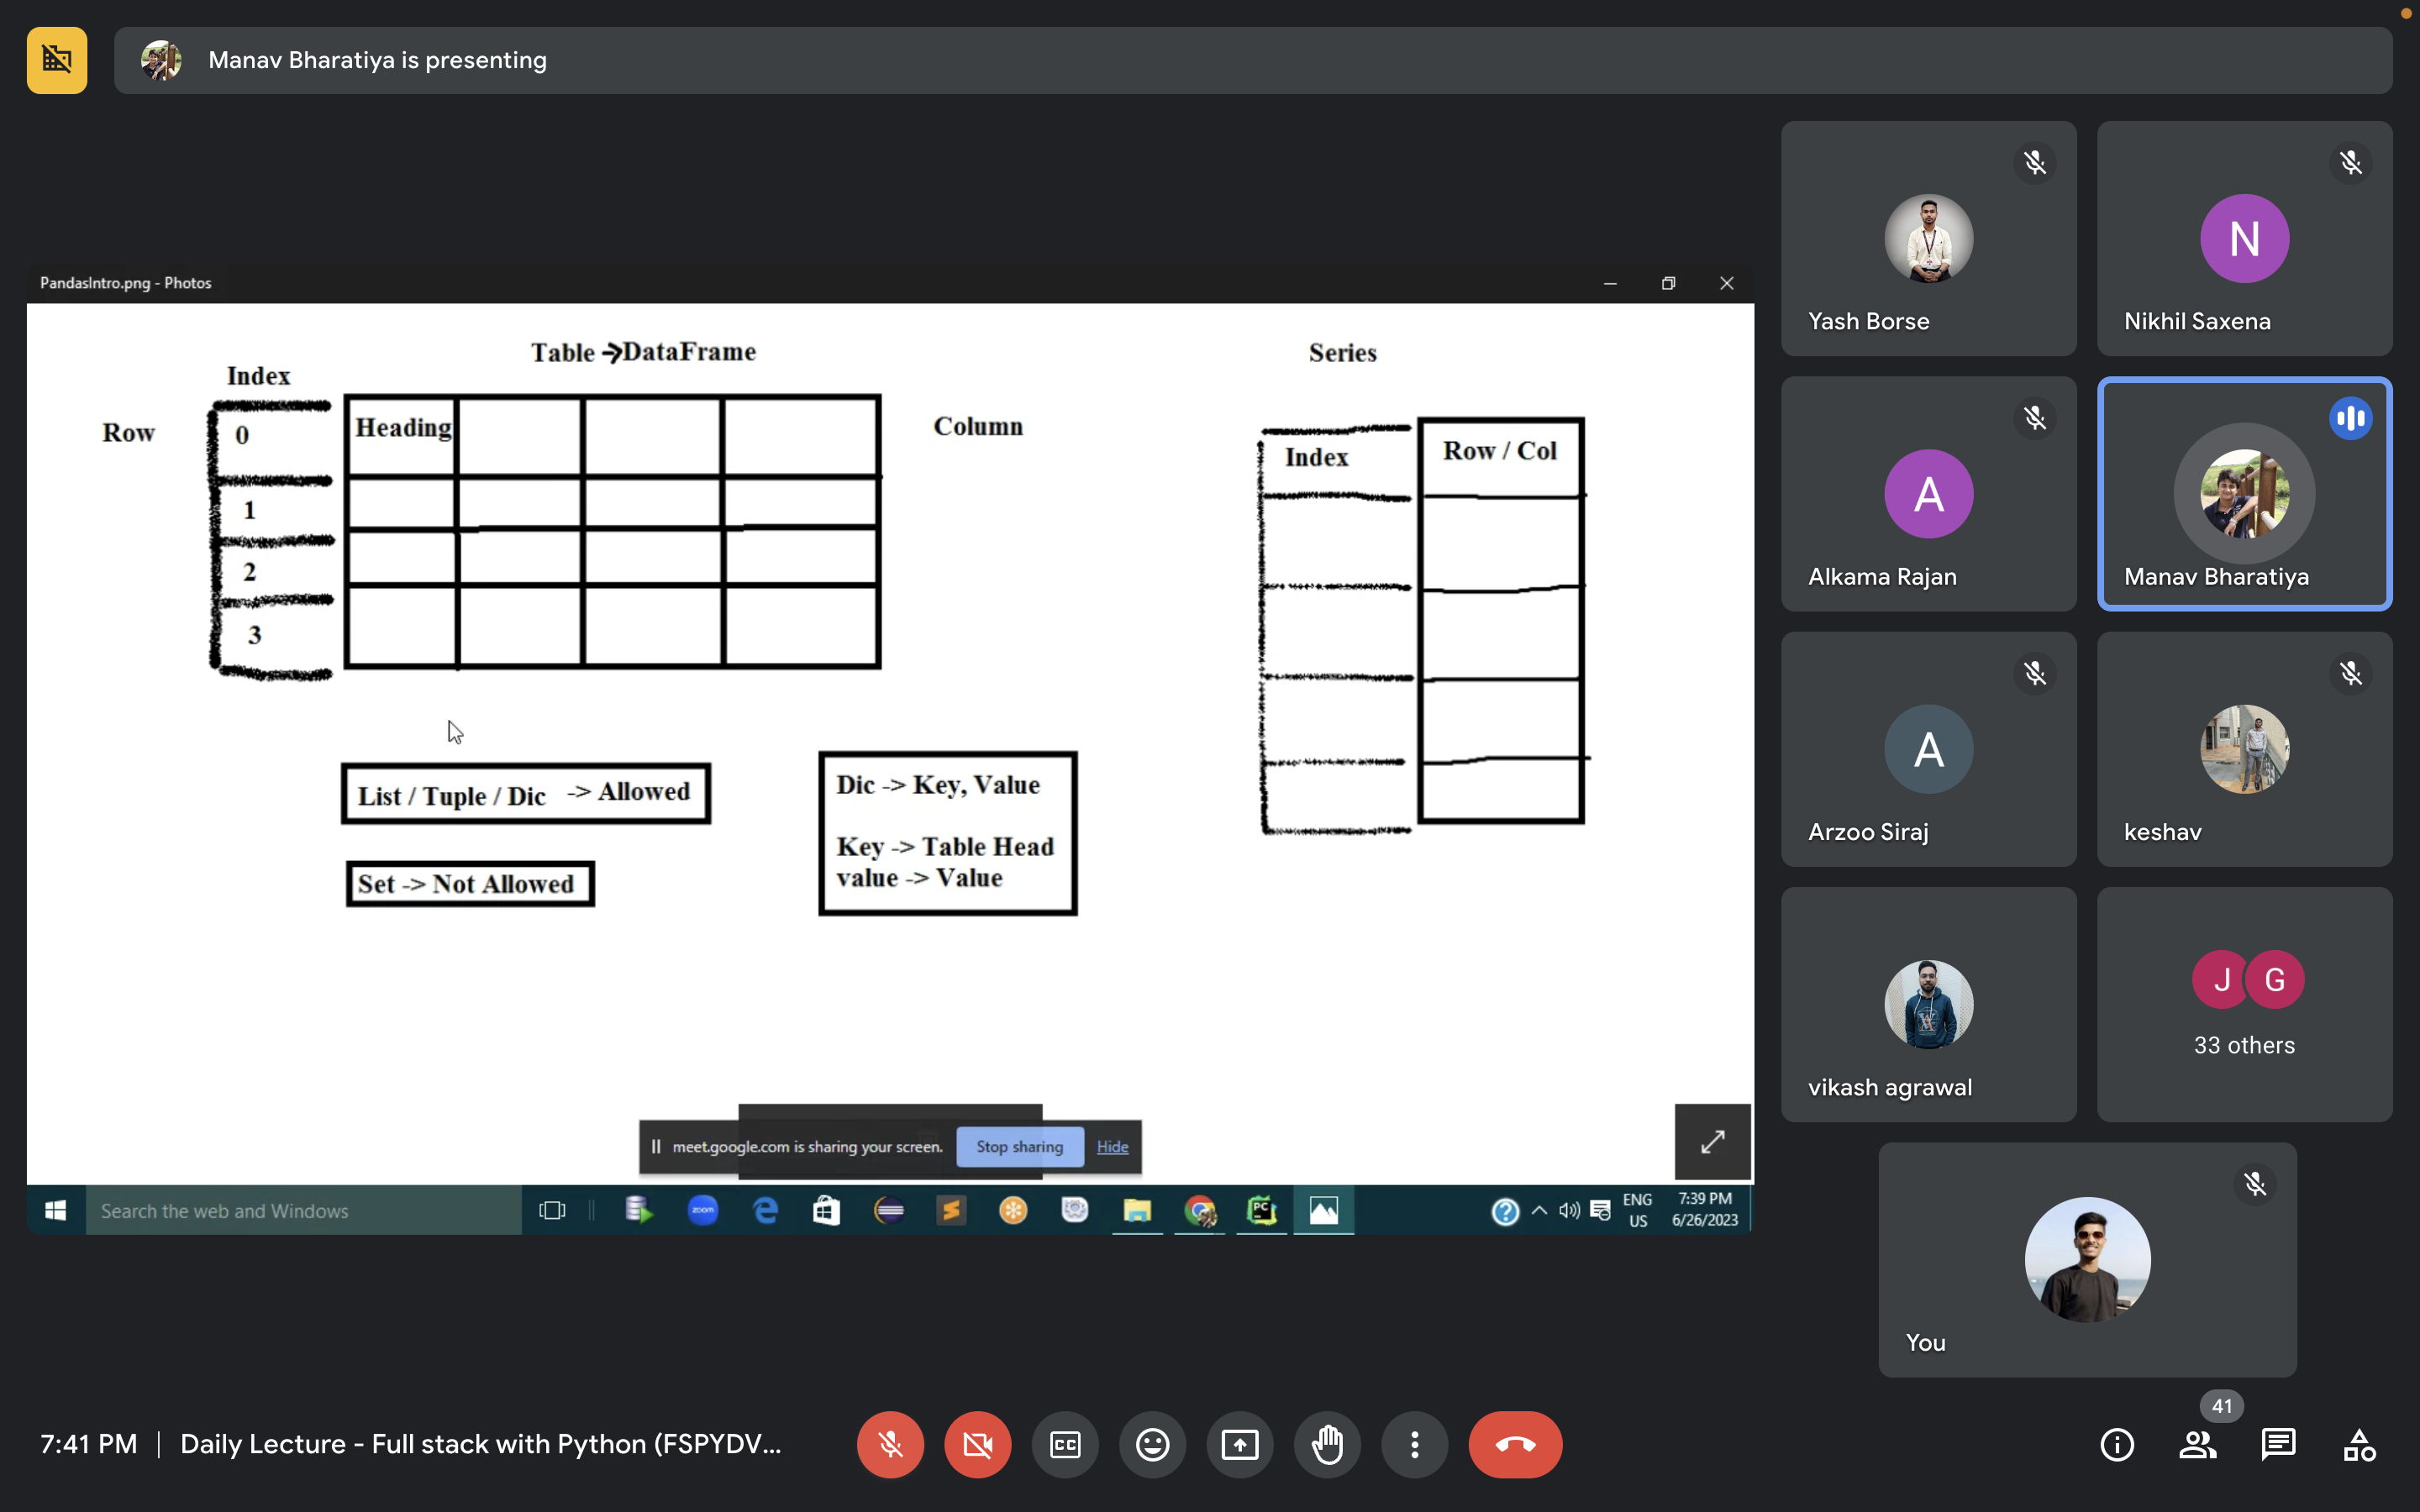 Manav Bharatiya is presenting
PandasIntro.png - Photos
Table →DataFrame
Series
Index
Row
0
Heading
Column
1
2
3
Index
Row / Col
List / Tuple / Dic -> Allowed
Set -> Not Allowed
Dic -> Key, Value
Key -> Table Head
value -> Value
meet.google.com is sharing your screen.
Stop sharing
Hide
Search the web and Windows
zoom
PC
ENG
US
7:39 PM
6/26/2023
Yash Borse
N
Nikhil Saxena
A
Alkama Rajan
Manav Bharatiya
A
Arzoo Siraj
keshav
vikash agrawal
J G
33 others
You
7:41 PM | Daily Lecture - Full stack with Python (FSPYDV...
CC
41